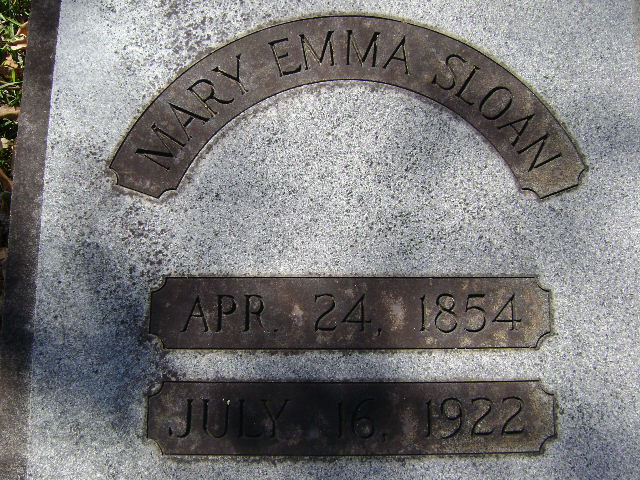 MARY EMMA SLOAN
APR. 24, 1854
JULY 16, 1922